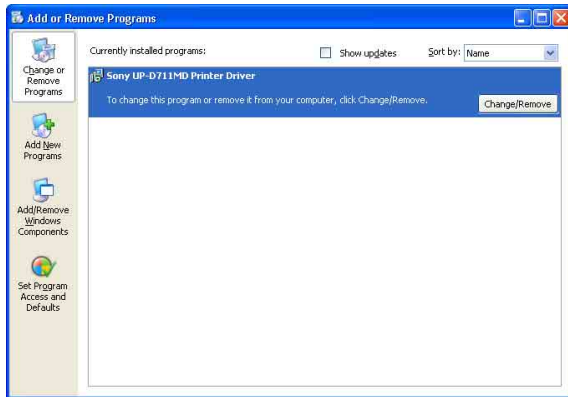 Add or Remove Programs
Currently installed programs:
Show updates
Sort by:
Name
Change or
Remove
Programs
Sony UP-D711MD Printer Driver
To change this program or remove it from your computer, click Change/Remove.
Change/Remove
Add New
Programs
Add/Remove
Windows
Components
Set Program
Access and
Defaults